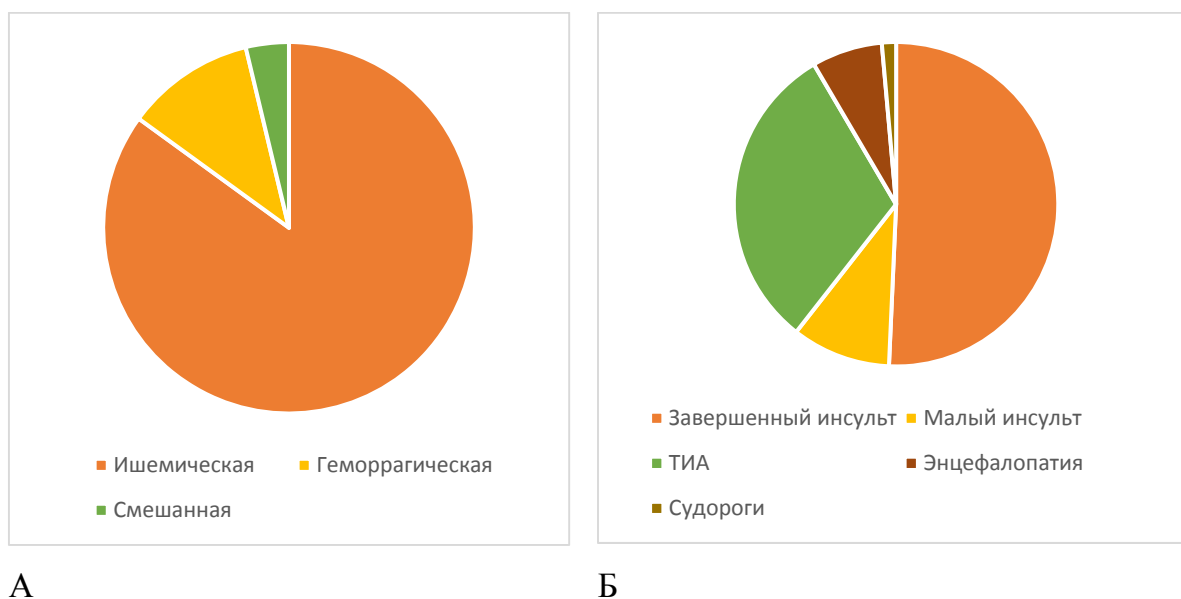 Ишемическая Геморрагическая
Смешанная
Завершенный инсульт Малый инсульт
ТИА Энцефалопатия
Судороги
А Б